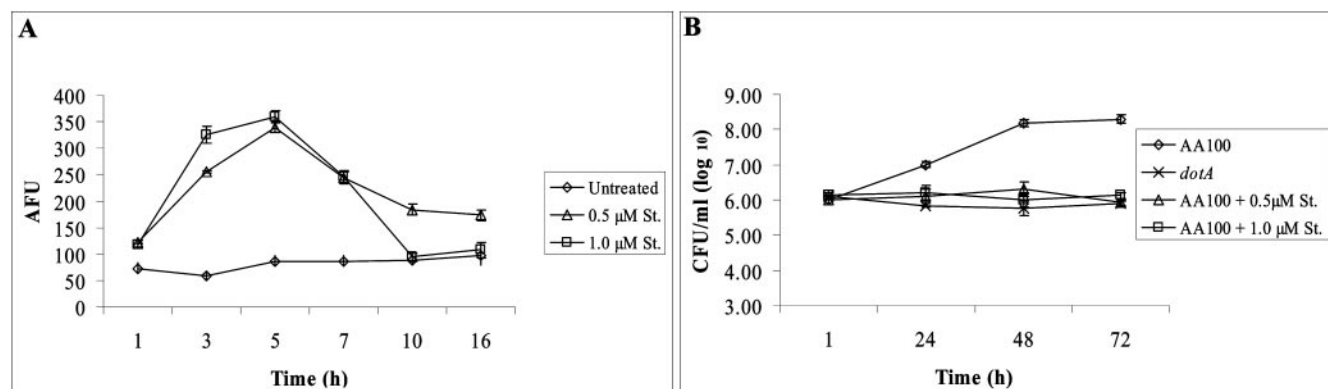 A
400
350
300
250
200
150
100
50
0
AFU
1 3 5 7 10 16
Time (h)
Untreated
0.5 µM St.
1.0 µM St.
B
9.00
8.00
7.00
6.00
5.00
4.00
3.00
CFU/ml (log 10)
1 24 48 72
Time (h)
AA100
dotA
AA100 + 0.5µM St.
AA100 + 1.0 µM St.